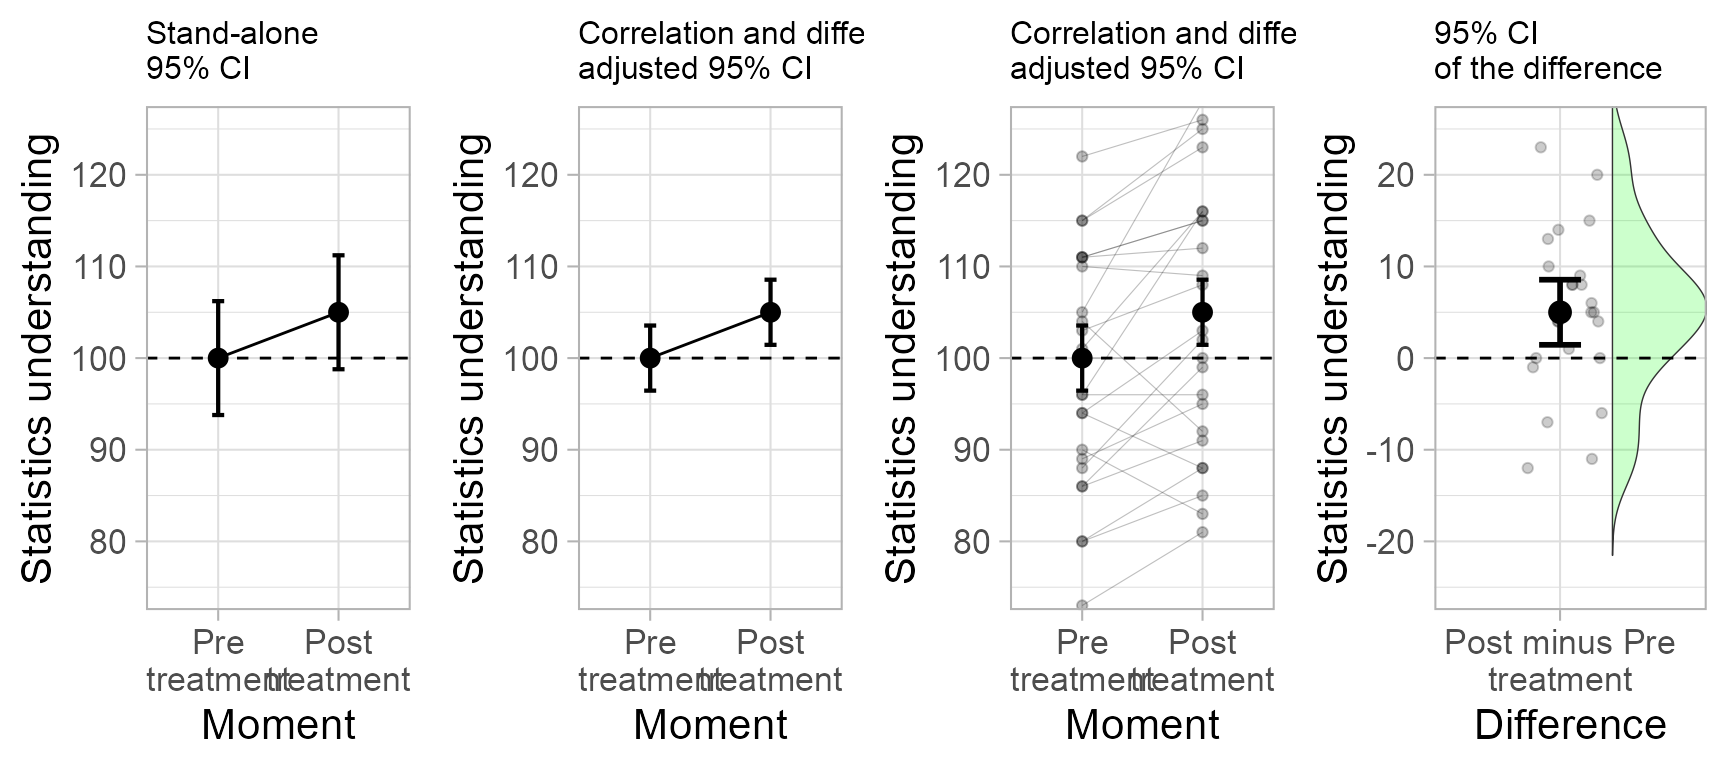 Stand-alone
95% CI
Statistics understanding
120
110
100
90
80
Pre
treatment
Post
treatment
Moment
Correlation and diffe
adjusted 95% CI
Statistics understanding
120
110
100
90
80
Pre
treatment
Post
treatment
Moment
Correlation and diffe
adjusted 95% CI
Statistics understanding
120
110
100
90
80
Pre
treatment
Post
treatment
Moment
95% CI
of the difference
Statistics understanding
20
10
0
-10
-20
Post minus Pre
treatment
Difference